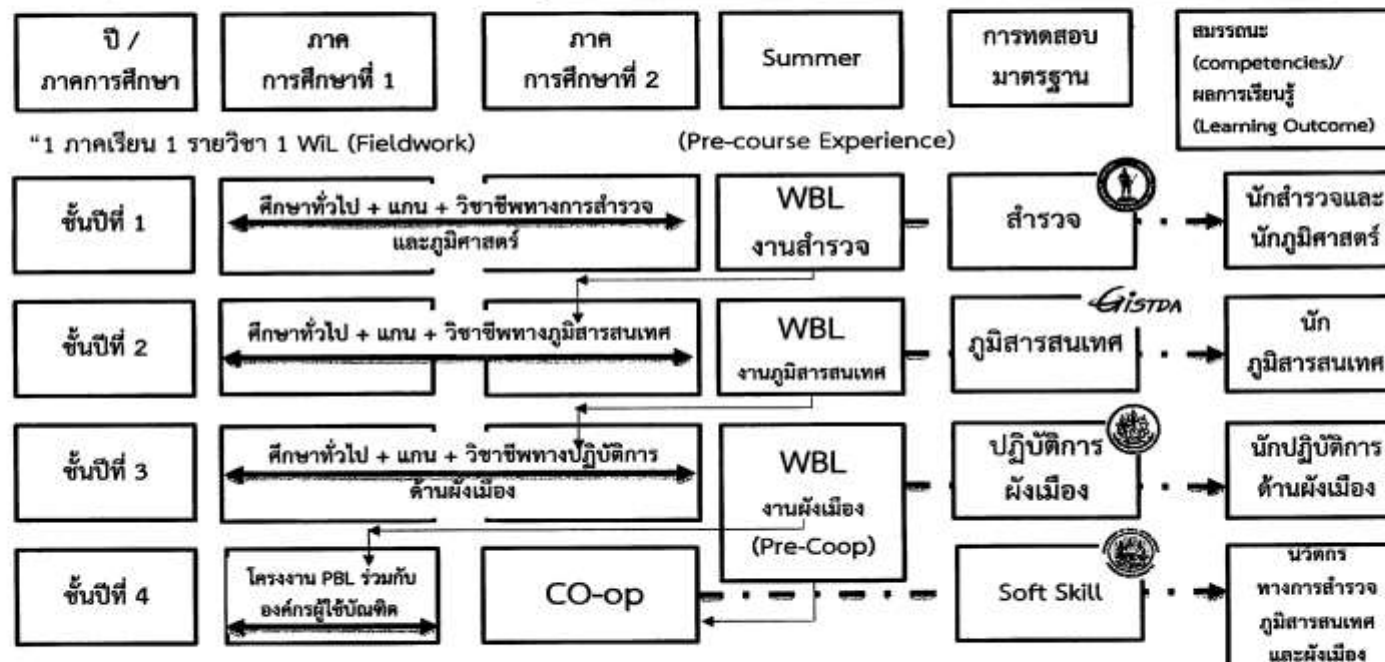 ปี /
ภาคการศึกษา
ภาค
การศึกษาที่ 1
ภาค
การศึกษาที่ 2
Summer
การทดสอบ
มาตรฐาน
สมรรถนะ
(competencies)/
ผลการเรียนรู้
(Learning Outcome)
"1 ภาคเรียน 1 รายวิชา 1 WiL (Fieldwork)
(Pre-course Experience)
ชั้นปีที่ 1
ศึกษาทั่วไป + แกน + วิชาชีพทางการสำรวจ
และภูมิศาสตร์
WBL
งานสำรวจ
สำรวจ
นักสำรวจและ
นักภูมิศาสตร์
ชั้นปีที่ 2
ศึกษาทั่วไป + แกน + วิชาชีพทางภูมิสารสนเทศ
WBL
งานภูมิสารสนเทศ
GISTDA
ภูมิสารสนเทศ
นัก
ภูมิสารสนเทศ
ชั้นปีที่ 3
ศึกษาทั่วไป + แกน + วิชาชีพทางปฏิบัติการ
ด้านผังเมือง
WBL
งานผังเมือง
(Pre-Coop)
ปฏิบัติการ
ผังเมือง
นักปฏิบัติการ
ด้านผังเมือง
ชั้นปีที่ 4
โครงงาน PBL ร่วมกับ
องค์กรผู้ใช้บัณฑิต
CO-op
Soft Skill
นวัตกร
ทางการสำรวจ
ภูมิสารสนเทศ
และผังเมือง